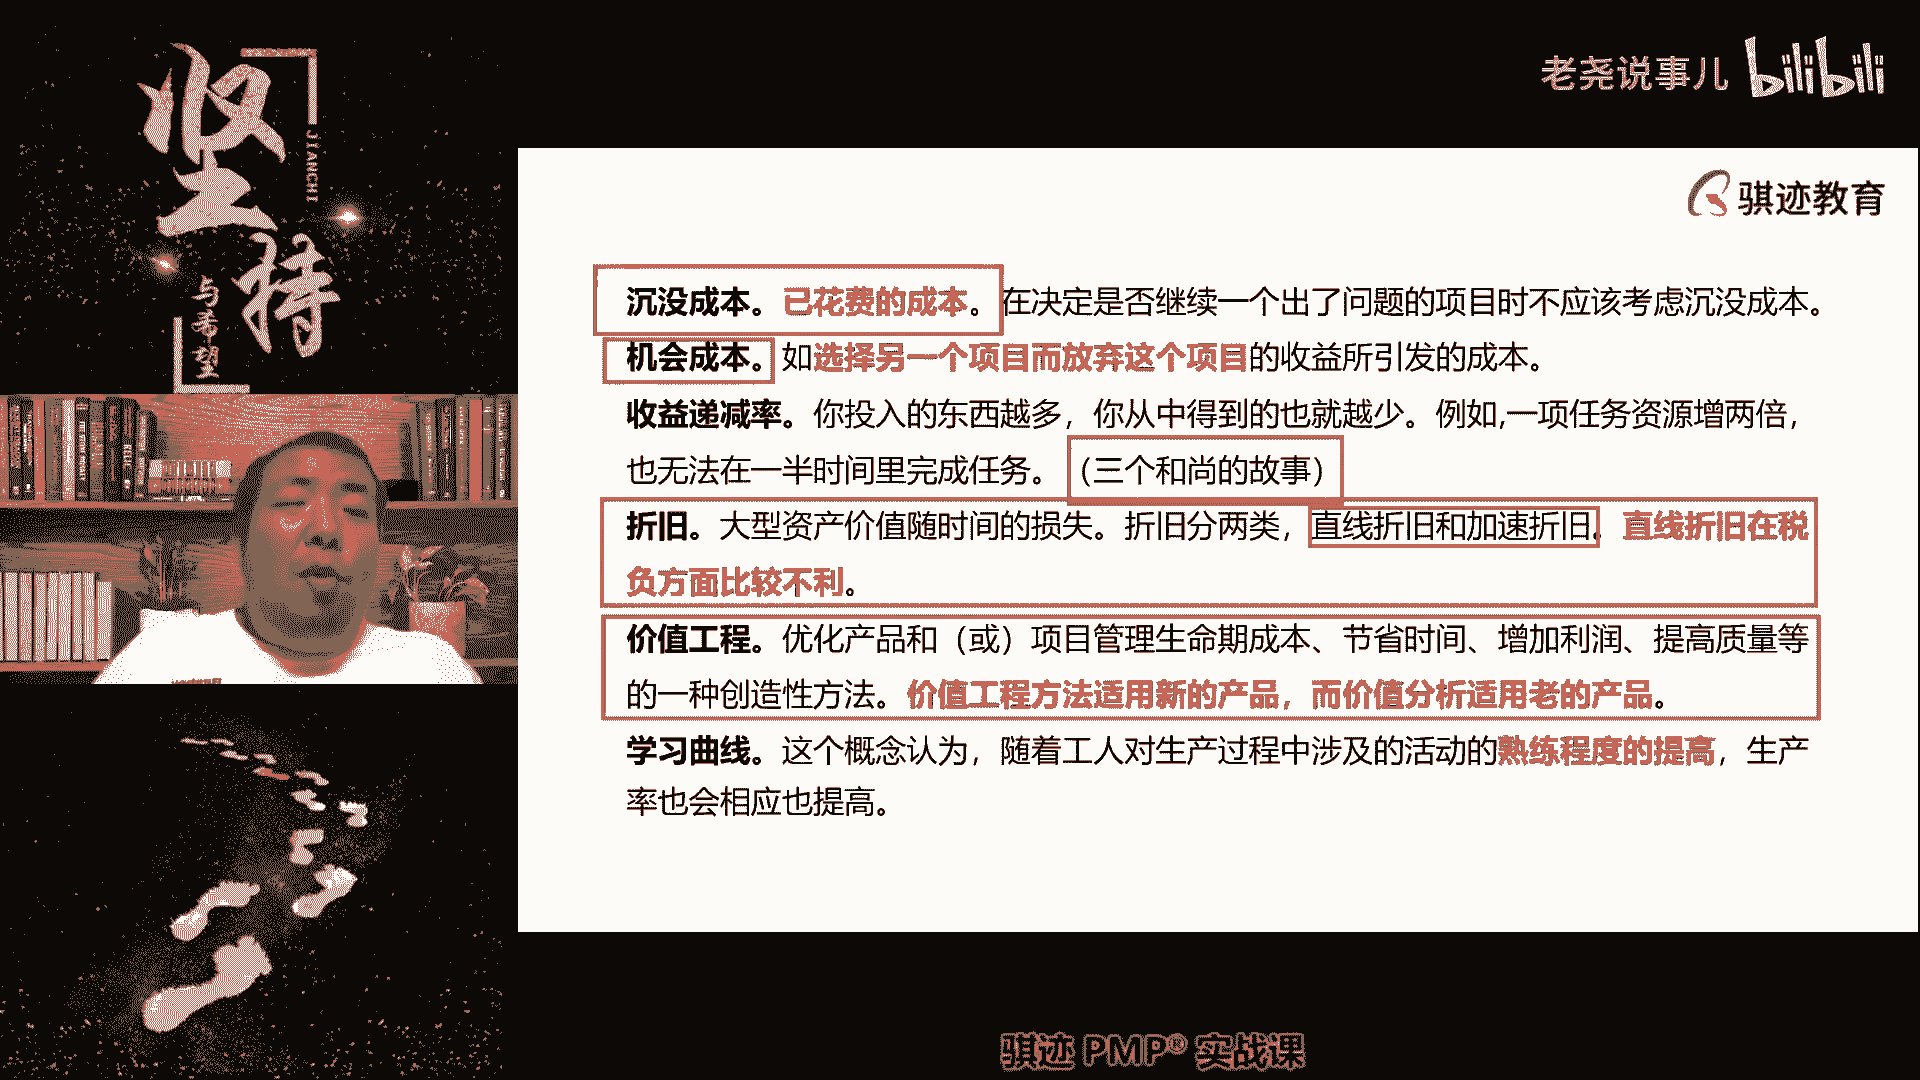 坚持
JIANCHI
与希望
老尧说事儿 bilibili
骐迹教育
沉没成本。已花费的成本。在决定是否继续一个出了问题的项目时不应该考虑沉没成本。
机会成本。如选择另一个项目而放弃这个项目的收益所引发的成本。
收益递减率。你投入的东西越多，你从中得到的也就越少。例如,一项任务资源增两倍，
也无法在一半时间里完成任务。（三个和尚的故事）
折旧。大型资产价值随时间的损失。折旧分两类，直线折旧和加速折旧。直线折旧在税
负方面比较不利。
价值工程。优化产品和（或）项目管理生命期成本、节省时间、增加利润、提高质量等
的一种创造性方法。价值工程方法适用新的产品，而价值分析适用老的产品。
学习曲线。这个概念认为，随着工人对生产过程中涉及的活动的熟练程度的提高，生产
率也会相应也提高。
骐迹 PMP® 实战课